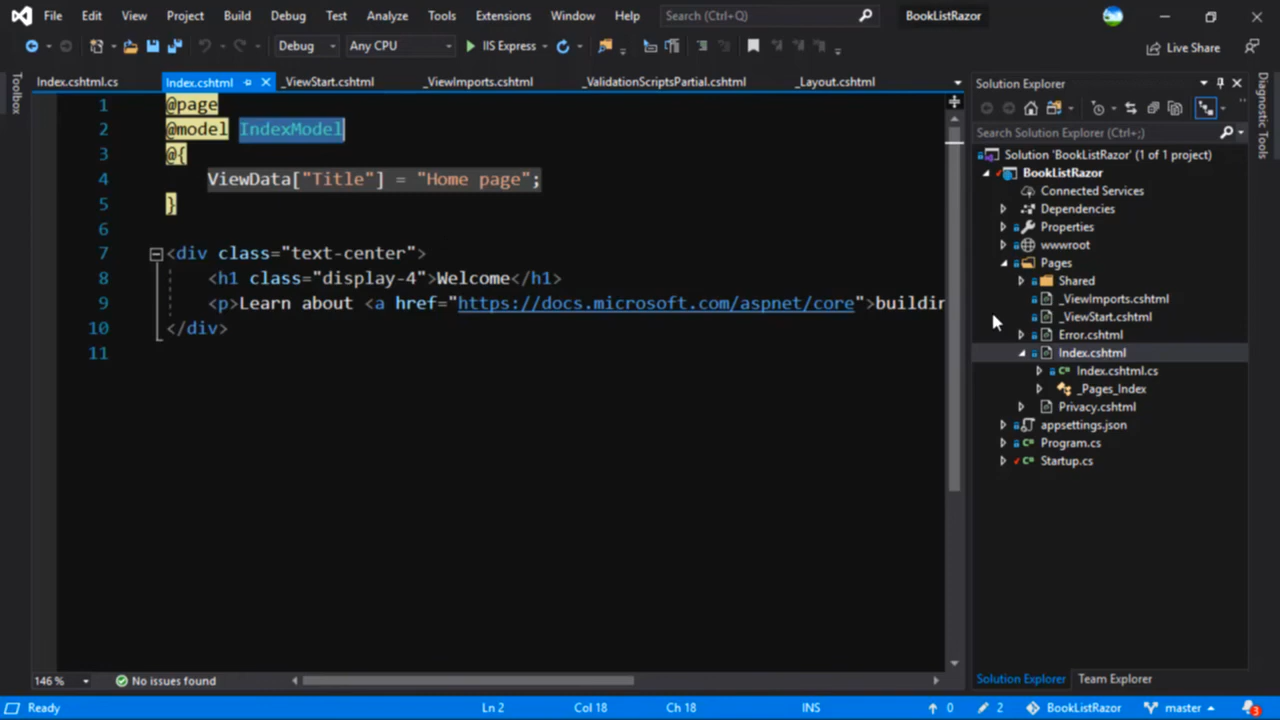 File Edit View Project Build Debug Test Analyze Tools Extensions Window Help Search (Ctrl+Q) BookListRazor
Debug Any CPU IIS Express Live Share
Toolbox
Index.cshtml.cs Index.cshtml _ViewStart.cshtml _ViewImports.cshtml _ValidationScriptsPartial.cshtml _Layout.cshtml
1 @page
2 @model IndexModel
3 @{
4 ViewData["Title"] = "Home page";
5 }
6
7 <div class="text-center">
8 <h1 class="display-4">Welcome</h1>
9 <p>Learn about <a href="https://docs.microsoft.com/aspnet/core">buildin
10 </div>
11
146 % No issues found
Solution Explorer
Search Solution Explorer (Ctrl+;)
Solution 'BookListRazor' (1 of 1 project)
BookListRazor
Connected Services
Dependencies
Properties
wwwroot
Pages
Shared
_ViewImports.cshtml
_ViewStart.cshtml
Error.cshtml
Index.cshtml
Index.cshtml.cs
_Pages_Index
Privacy.cshtml
appsettings.json
Program.cs
Startup.cs
Solution Explorer Team Explorer
Diagnostic Tools
Ready Ln 2 Col 18 Ch 18 INS 0 2 BookListRazor master 3